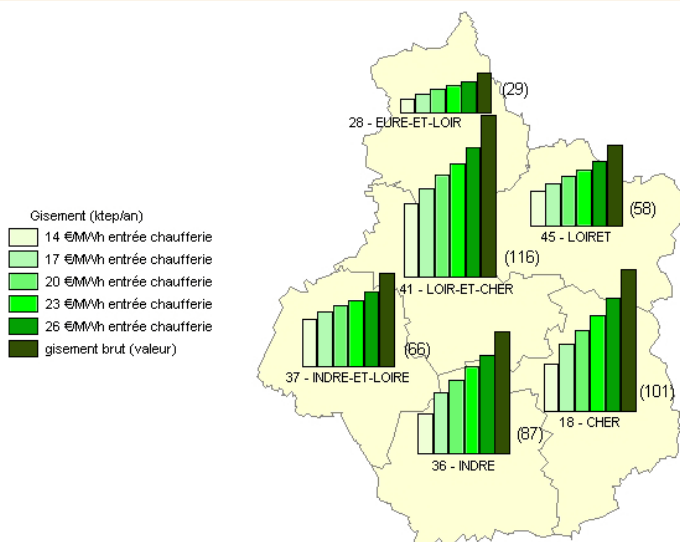 (29)
28 - EURE-ET-LOIR
(58)
45 - LOIRET
Gisement (ktep/an)
14 €/MWh entrée chaufferie
17 €/MWh entrée chaufferie
20 €/MWh entrée chaufferie
23 €/MWh entrée chaufferie
26 €/MWh entrée chaufferie
gisement brut (valeur)
(116)
41 - LOIR-ET-CHER
(66)
37 - INDRE-ET-LOIRE
(101)
18 - CHER
(87)
36 - INDRE